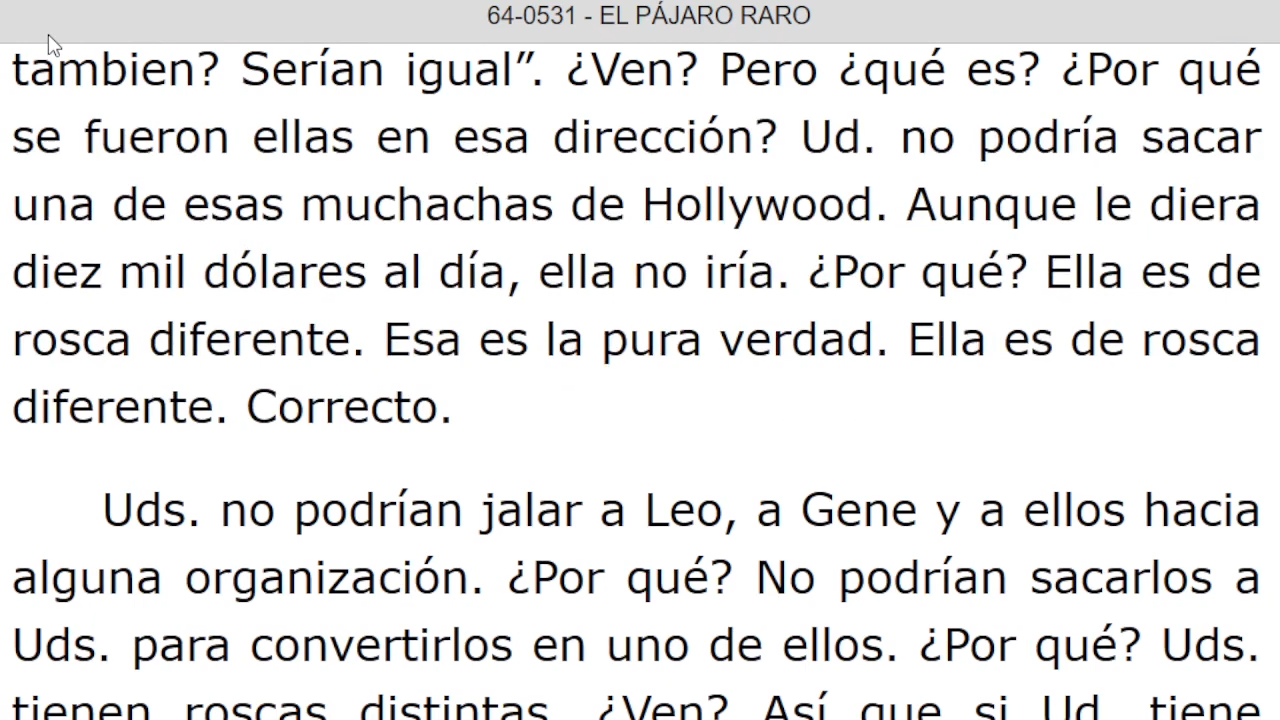 64-0531 - EL PÁJARO RARO
tambien? Serían igual”. ¿Ven? Pero ¿qué es? ¿Por qué
se fueron ellas en esa dirección? Ud. no podría sacar
una de esas muchachas de Hollywood. Aunque le diera
diez mil dólares al día, ella no iría. ¿Por qué? Ella es de
rosca diferente. Esa es la pura verdad. Ella es de rosca
diferente. Correcto.
Uds. no podrían jalar a Leo, a Gene y a ellos hacia
alguna organización. ¿Por qué? No podrían sacarlos a
Uds. para convertirlos en uno de ellos. ¿Por qué? Uds.
tienen roscas distintas. ¿Ven? Así que si Ud. tiene